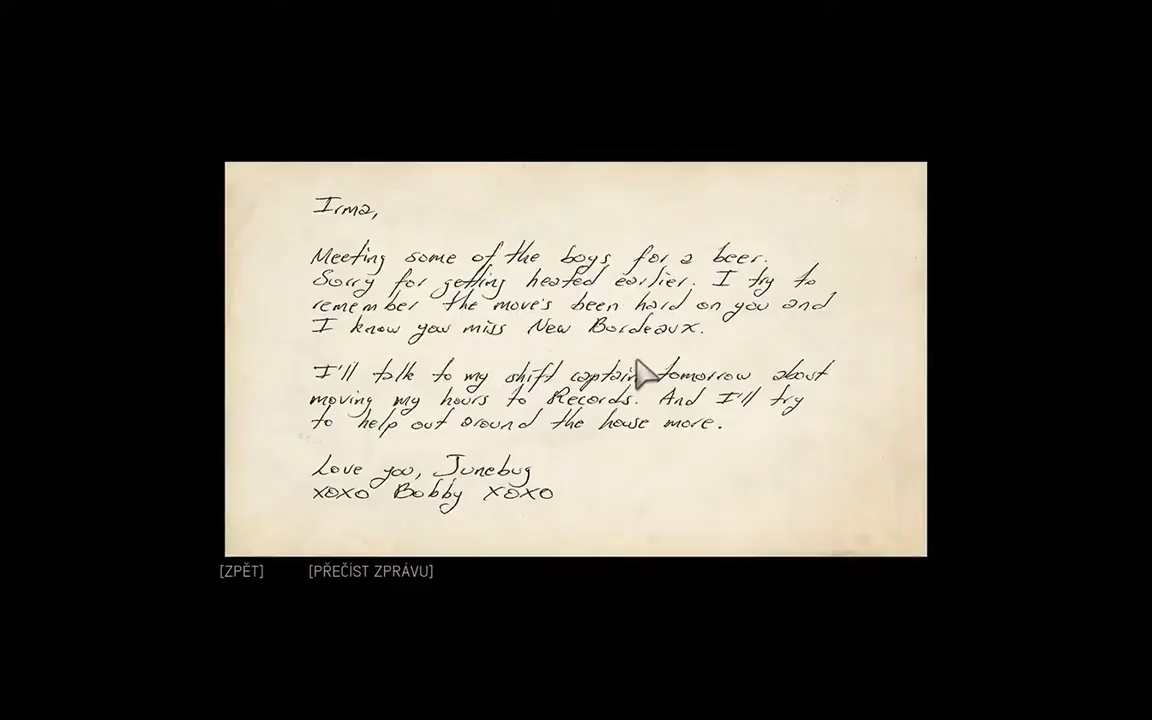 Irma,
Meeting some of the boys for a beer.
Sorry for getting heated earlier. I try to
remember the move's been hard on you and
I know you miss New Bordeaux.
I'll talk to my shift captain tomorrow about
moving my hours to Records. And I'll try
to help out around the house more.
Love you, Junebug
XOXO Bobby XOXO
[ZPĚT] [PŘEČÍST ZPRÁVU]